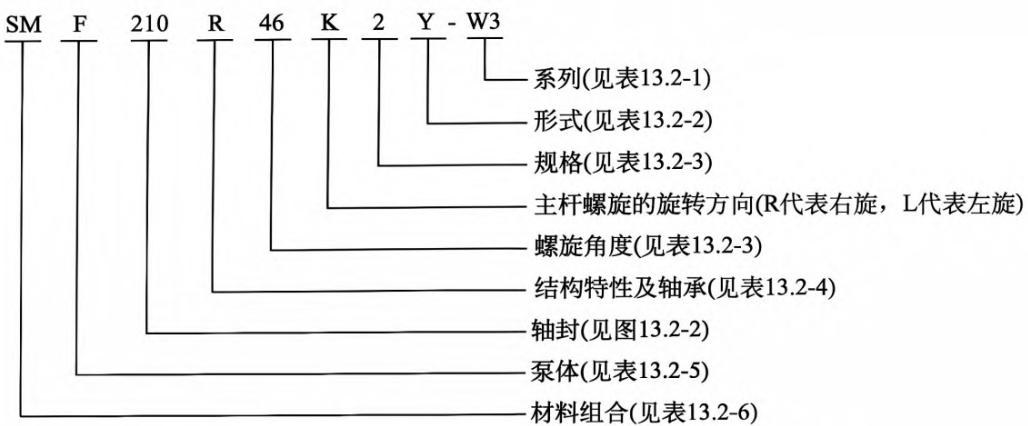 SM F 210 R 46 K 2 Y - W3
系列(见表13.2-1)
形式(见表13.2-2)
规格(见表13.2-3)
主杆螺旋的旋转方向(R代表右旋，L代表左旋)
螺旋角度(见表13.2-3)
结构特性及轴承(见表13.2-4)
轴封(见图13.2-2)
泵体(见表13.2-5)
材料组合(见表13.2-6)